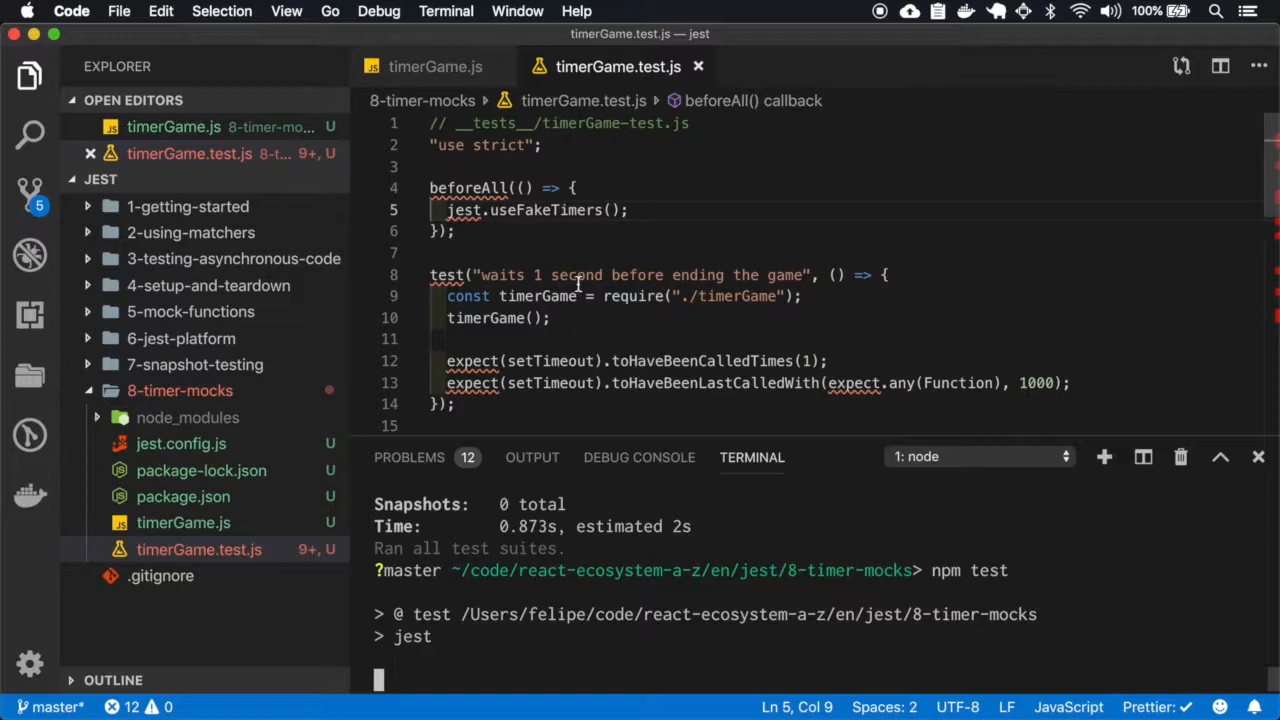 Code File Edit Selection View Go Debug Terminal Window Help 100%
timerGame.test.js — jest
EXPLORER
OPEN EDITORS
timerGame.js 8-timer-mo... U
timerGame.test.js 8-t... 9+, U
JEST
1-getting-started
2-using-matchers
3-testing-asynchronous-code
4-setup-and-teardown
5-mock-functions
6-jest-platform
7-snapshot-testing
8-timer-mocks
node_modules
jest.config.js U
package-lock.json U
package.json U
timerGame.js U
timerGame.test.js 9+, U
.gitignore
OUTLINE
5
JS timerGame.js timerGame.test.js
8-timer-mocks timerGame.test.js beforeAll() callback
1 // __tests__/timerGame-test.js
2 "use strict";
3
4 beforeAll(() => {
5 jest.useFakeTimers();
6 });
7
8 test("waits 1 second before ending the game", () => {
9 const timerGame = require("./timerGame");
10 timerGame();
11
12 expect(setTimeout).toHaveBeenCalledTimes(1);
13 expect(setTimeout).toHaveBeenLastCalledWith(expect.any(Function), 1000);
14 });
15
PROBLEMS 12 OUTPUT DEBUG CONSOLE TERMINAL 1: node
Snapshots: 0 total
Time: 0.873s, estimated 2s
Ran all test suites.
?master ~/code/react-ecosystem-a-z/en/jest/8-timer-mocks> npm test
> @ test /Users/felipe/code/react-ecosystem-a-z/en/jest/8-timer-mocks
> jest
master* 12 0 Ln 5, Col 9 Spaces: 2 UTF-8 LF JavaScript Prettier: ✓